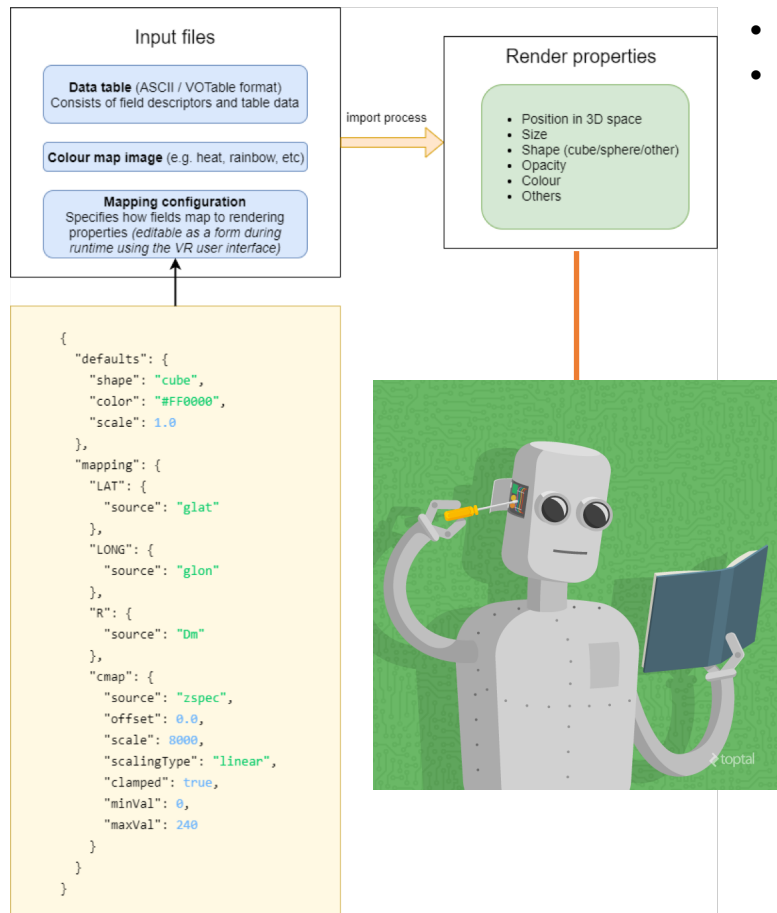 Input files
Data table (ASCII / VOTable format)
Consists of field descriptors and table data
Colour map image (e.g. heat, rainbow, etc)
Mapping configuration
Specifies how fields map to rendering
properties (editable as a form during
runtime using the VR user interface)
import process
Render properties
• Position in 3D space
• Size
• Shape (cube/sphere/other)
• Opacity
• Colour
• Others
{
"defaults": {
"shape": "cube",
"color": "#FF0000",
"scale": 1.0
},
"mapping": {
"LAT": {
"source": "glat"
},
"LONG": {
"source": "glon"
},
"R": {
"source": "Dm"
},
"cmap": {
"source": "zspec",
"offset": 0.0,
"scale": 8000,
"scalingType": "linear",
"clamped": true,
"minVal": 0,
"maxVal": 240
}
}
}
toptal